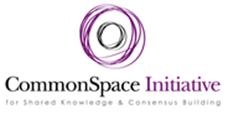 CommonSpace Initiative
for Shared Knowledge & Consensus Building